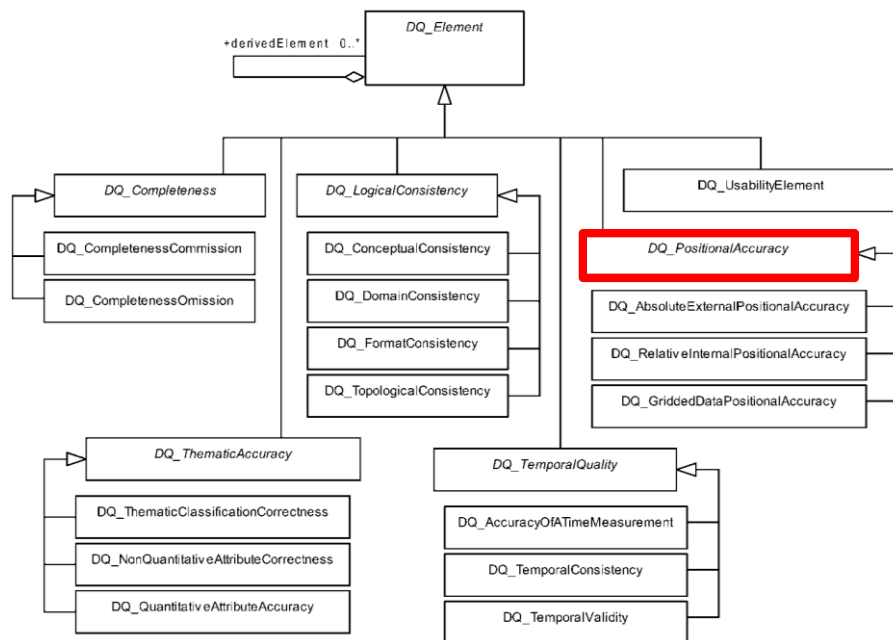 DQ_Element
+derivedElement 0..*
DQ_Completeness
DQ_LogicalConsistency
DQ_UsabilityElement
DQ_CompletenessCommission
DQ_CompletenessOmission
DQ_ConceptualConsistency
DQ_DomainConsistency
DQ_FormatConsistency
DQ_TopologicalConsistency
DQ_PositionalAccuracy
DQ_AbsoluteExternalPositionalAccuracy
DQ_RelativeInternalPositionalAccuracy
DQ_GriddedDataPositionalAccuracy
DQ_ThematicAccuracy
DQ_ThematicClassificationCorrectness
DQ_NonQuantitativeAttributeCorrectness
DQ_QuantitativeAttributeAccuracy
DQ_TemporalQuality
DQ_AccuracyOfATimeMeasurement
DQ_TemporalConsistency
DQ_TemporalValidity